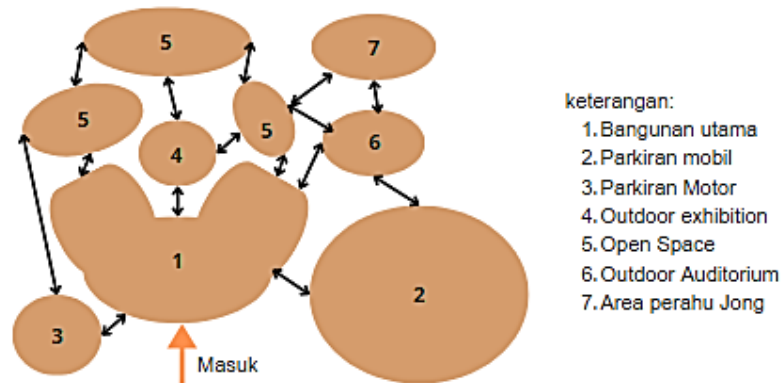 5
7
5
5
6
4
1
2
3
Masuk
keterangan:
1. Bangunan utama
2. Parkiran mobil
3. Parkiran Motor
4. Outdoor exhibition
5. Open Space
6. Outdoor Auditorium
7. Area perahu Jong